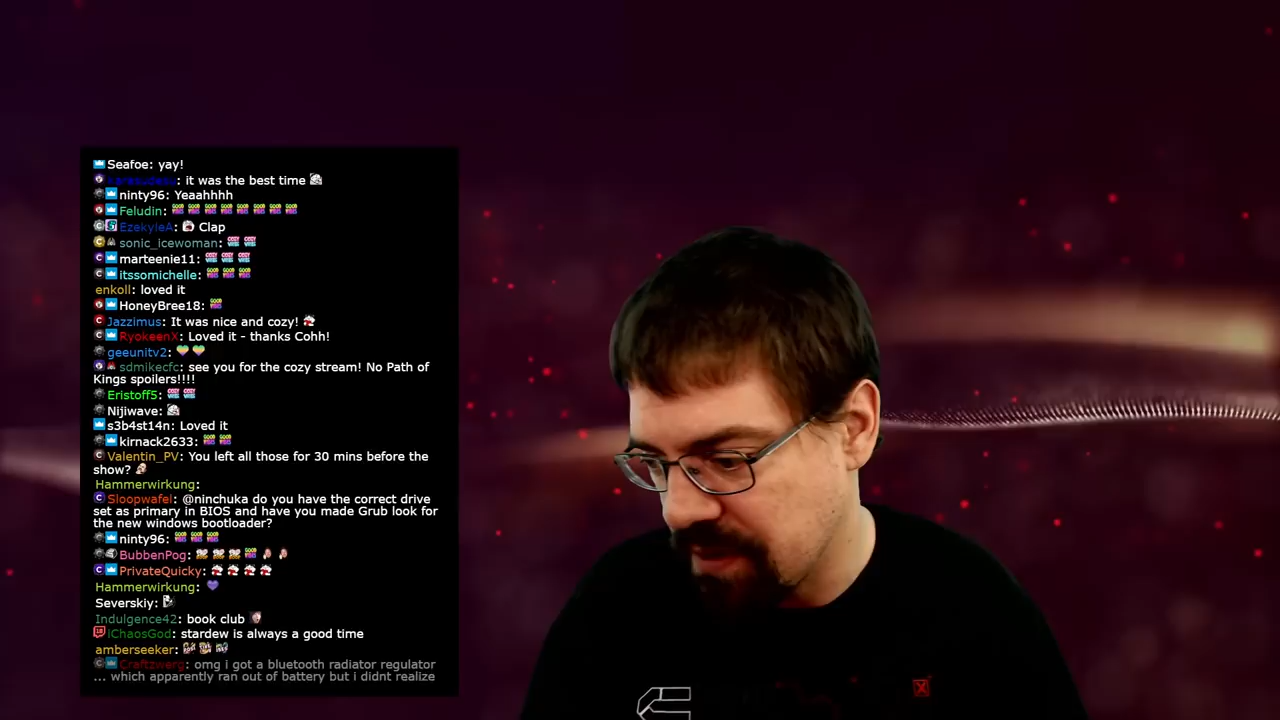 Seafoe: yay!
: it was the best time
ninty96: Yeaahhhh
Feludin:
EzekyleA: Clap
sonic_icewoman:
marteenie11:
itssomichelle:
enkoll: loved it
HoneyBree18:
Jazzimus: It was nice and cozy!
RyokeenX: Loved it - thanks Cohh!
geeunitv2:
sdmikecfc: see you for the cozy stream! No Path of
Kings spoilers!!!!
Eristoff5:
Nijiwave:
s3b4st14n: Loved it
kirnack2633:
Valentin_PV: You left all those for 30 mins before the
show?
Hammerwirkung:
Sloopwafel: @ninchuka do you have the correct drive
set as primary in BIOS and have you made Grub look for
the new windows bootloader?
ninty96:
BubbenPog:
PrivateQuicky:
Hammerwirkung:
Severskiy:
Indulgence42: book club
IChaosGod: stardew is always a good time
amberseeker:
Craftzwerg: omg i got a bluetooth radiator regulator
... which apparently ran out of battery but i didnt realize